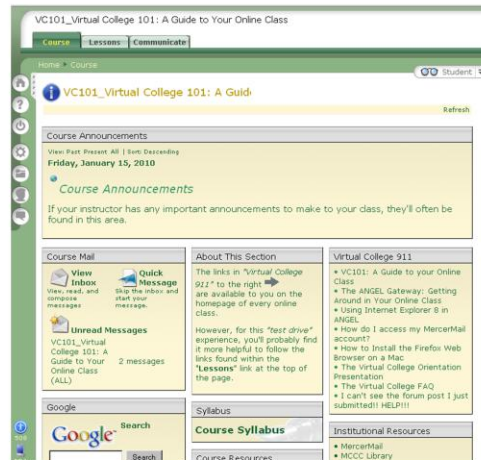 VC101_Virtual College 101: A Guide to Your Online Class
Course Lessons Communicate
Home » Course
Student
VC101_Virtual College 101: A Guid
Refresh
Course Announcements
View: Past Present All | Sort: Descending
Friday, January 15, 2010
Course Announcements
If your instructor has any important announcements to make to your class, they'll often be
found in this area.
Course Mail
View
Inbox
View, read, and
compose
messages
Quick
Message
Skip the inbox and
start your
message.
Unread Messages
VC101_Virtual
College 101: A
Guide to Your
Online Class
(ALL)
2 messages
Google
Google Search
Search
About This Section
The links in "Virtual College
911" to the right
are available to you on the
homepage of every online
class.
However, for this "test drive"
experience, you'll probably find
it more helpful to follow the
links found within the
"Lessons" link at the top of
the page.
Syllabus
Course Syllabus
Course Resources
Virtual College 911
• VC101: A Guide to your Online
Class
• The ANGEL Gateway: Getting
Around in Your Online Class
• Using Internet Explorer 8 in
ANGEL
• How do I access my MercerMail
account?
• How to Install the Firefox Web
Browser on a Mac
• The Virtual College Orientation
Presentation
• The Virtual College FAQ
• I can't see the forum post I just
submitted!! HELP!!!
Institutional Resources
• MercerMail
• MCCC Library